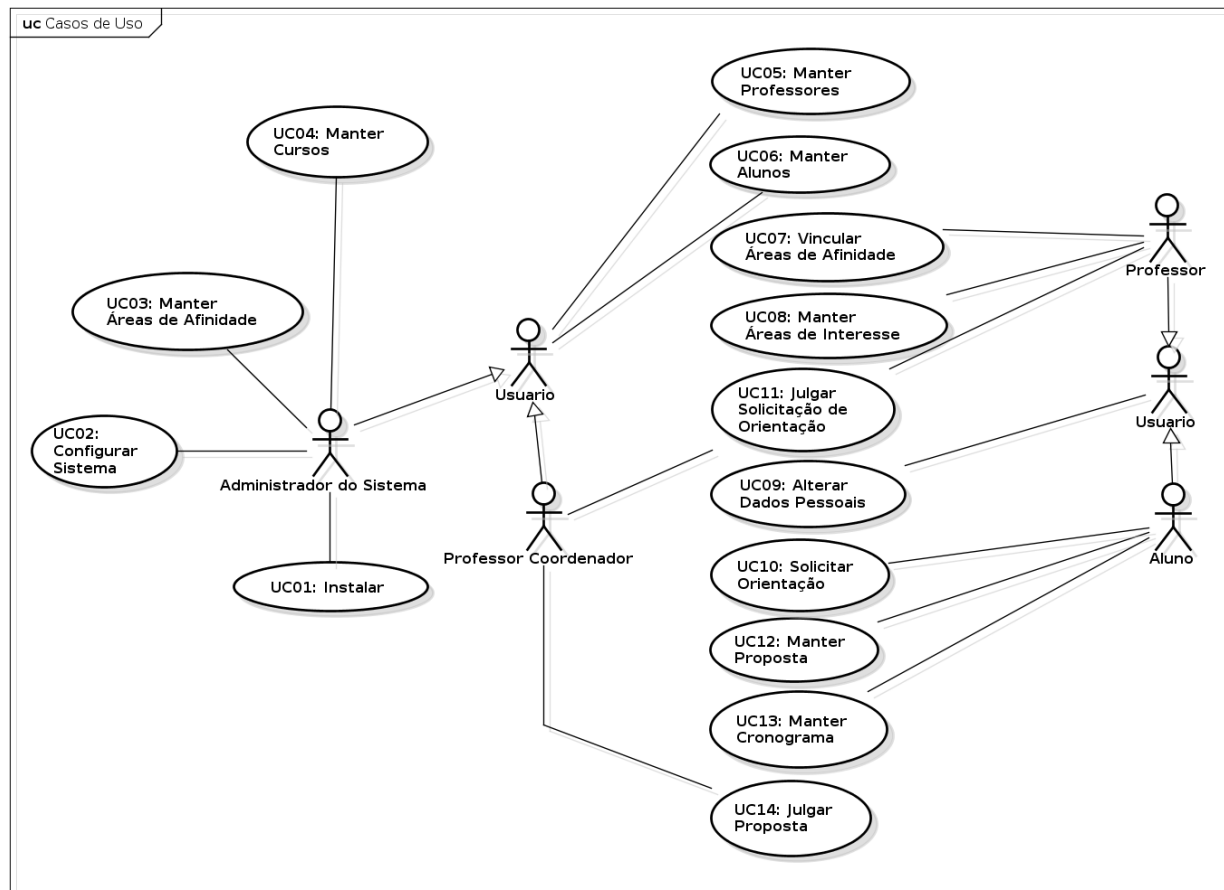 uc Casos de Uso
UC05: Manter
Professores
UC04: Manter
Cursos
UC06: Manter
Alunos
UC07: Vincular
Áreas de Afinidade
Professor
UC03: Manter
Áreas de Afinidade
UC08: Manter
Áreas de Interesse
Usuario
UC11: Julgar
Solicitação de
Orientação
Usuario
UC02:
Configurar
Sistema
Administrador do Sistema
UC09: Alterar
Dados Pessoais
Professor Coordenador
Aluno
UC10: Solicitar
Orientação
UC01: Instalar
UC12: Manter
Proposta
UC13: Manter
Cronograma
UC14: Julgar
Proposta